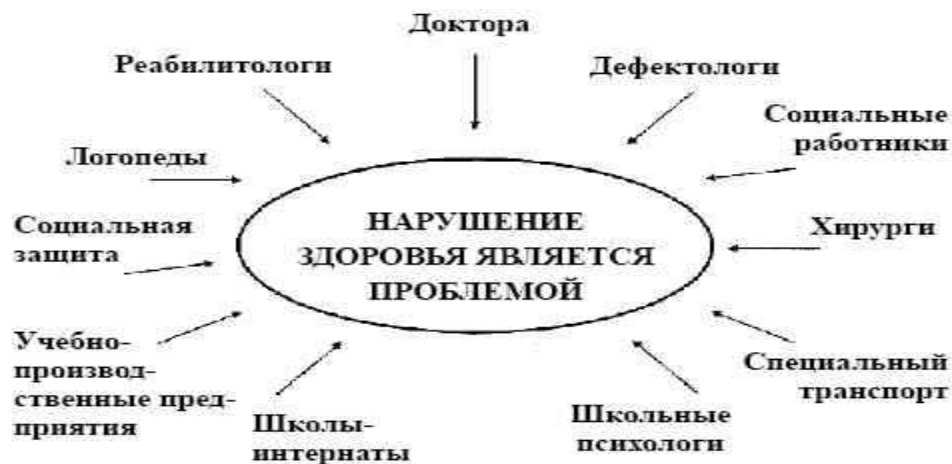 Доктора
Реабилитологи
Дефектологи
Социальные
работники
Логопеды
Социальная
защита
НАРУШЕНИЕ
ЗДОРОВЬЯ ЯВЛЯЕТСЯ
ПРОБЛЕМОЙ
Хирурги
Учебно-
производ-
ственные пред-
приятия
Школы-
интернаты
Школьные
психологи
Специальный
транспорт